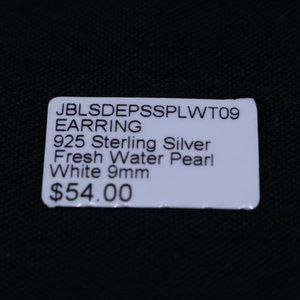 JBLSDEPSSPLWT09
EARRING
925 Sterling Silver
Fresh Water Pearl
White 9mm
$54.00